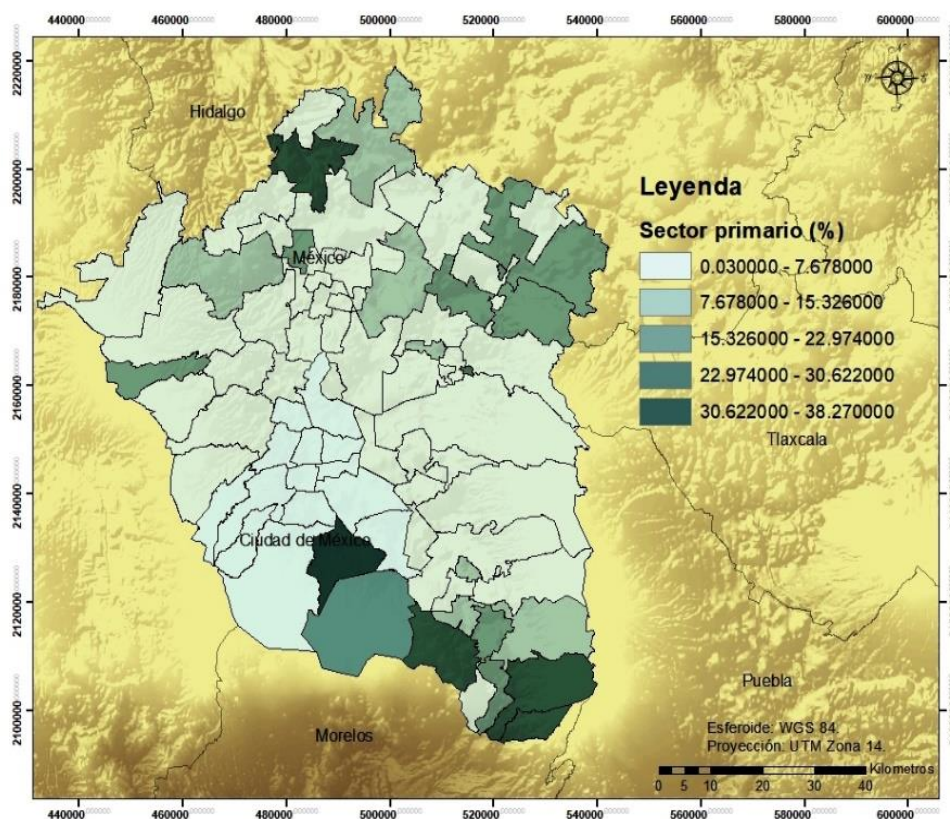 440000 460000 480000 500000 520000 540000 560000 580000 600000
2220000
2200000
2180000
2160000
2140000
2120000
2100000
Hidalgo
México
Ciudad de México
Morelos
Tlaxcala
Puebla
N
S
Leyenda
Sector primario (%)
0.030000 - 7.678000
7.678000 - 15.326000
15.326000 - 22.974000
22.974000 - 30.622000
30.622000 - 38.270000
Esferoide: WGS 84.
Proyección: UTM Zona 14.
Kilometros
0 5 10 20 30 40
440000 460000 480000 500000 520000 540000 560000 580000 600000